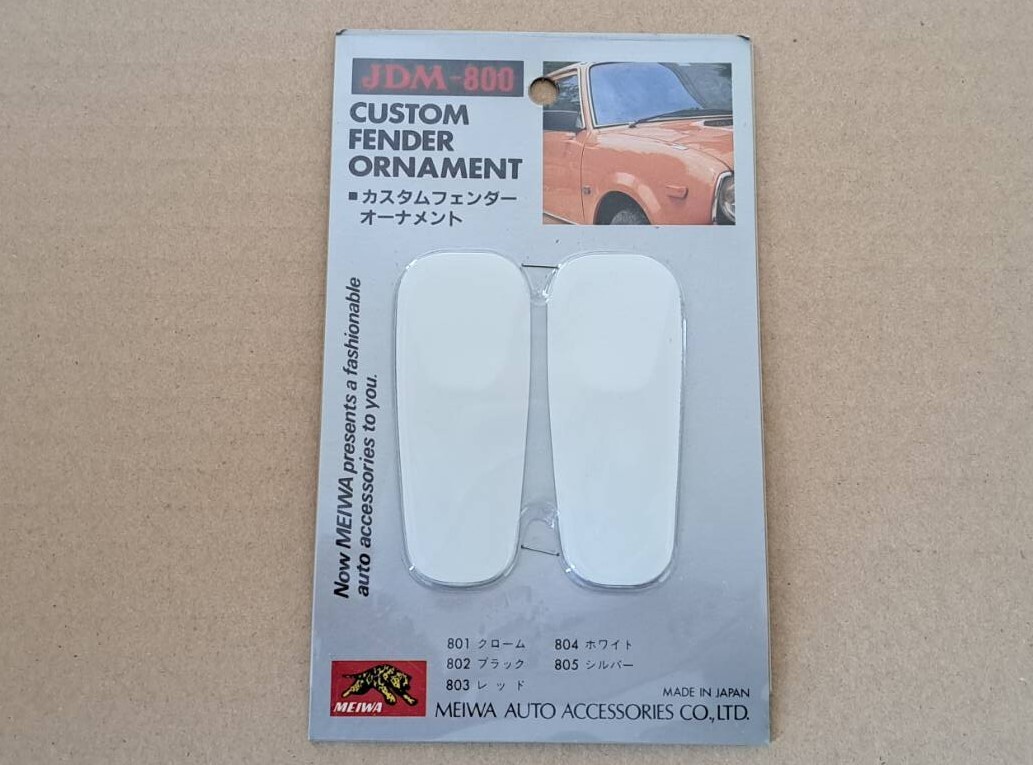 JDM-800
CUSTOM
FENDER
ORNAMENT
■カスタムフェンダー
オーナメント
Now MEIWA presents a fashionable
auto accessories to you.
801 クローム
802 ブラック
803 レッド
804 ホワイト
805 シルバー
MEIWA
MADE IN JAPAN
MEIWA AUTO ACCESSORIES CO.,LTD.